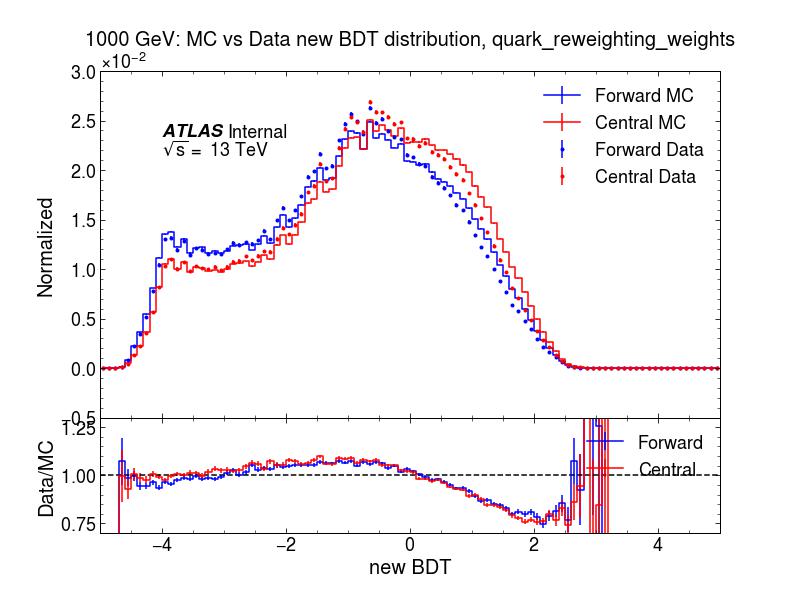 1000 GeV: MC vs Data new BDT distribution, quark_reweighting_weights
×10⁻²
3.0
2.5
2.0
1.5
1.0
0.5
0.0
0.5
Normalized
ATLAS Internal
√s = 13 TeV
Forward MC
Central MC
Forward Data
Central Data
1.25
1.00
0.75
Data/MC
Forward
Central
−4 −2 0 2 4
new BDT